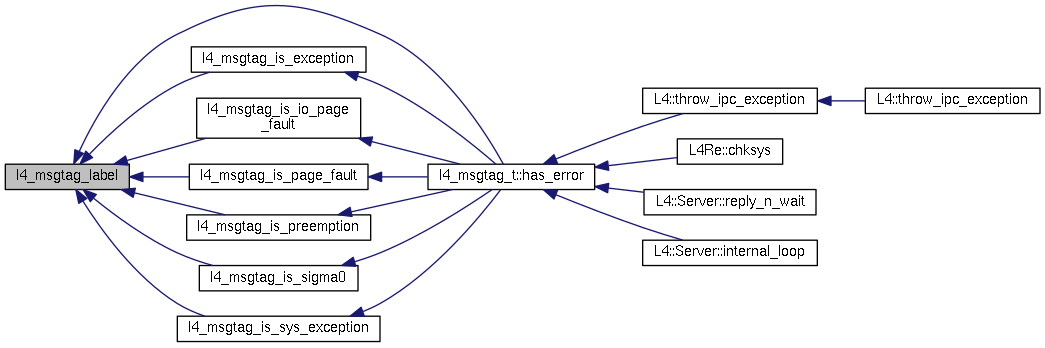 l4_msgtag_label
l4_msgtag_is_exception
l4_msgtag_is_io_page
_fault
l4_msgtag_is_page_fault
l4_msgtag_is_preemption
l4_msgtag_is_sigma0
l4_msgtag_is_sys_exception
l4_msgtag_t::has_error
L4::throw_ipc_exception
L4Re::chksys
L4::Server::reply_n_wait
L4::Server::internal_loop
L4::throw_ipc_exception